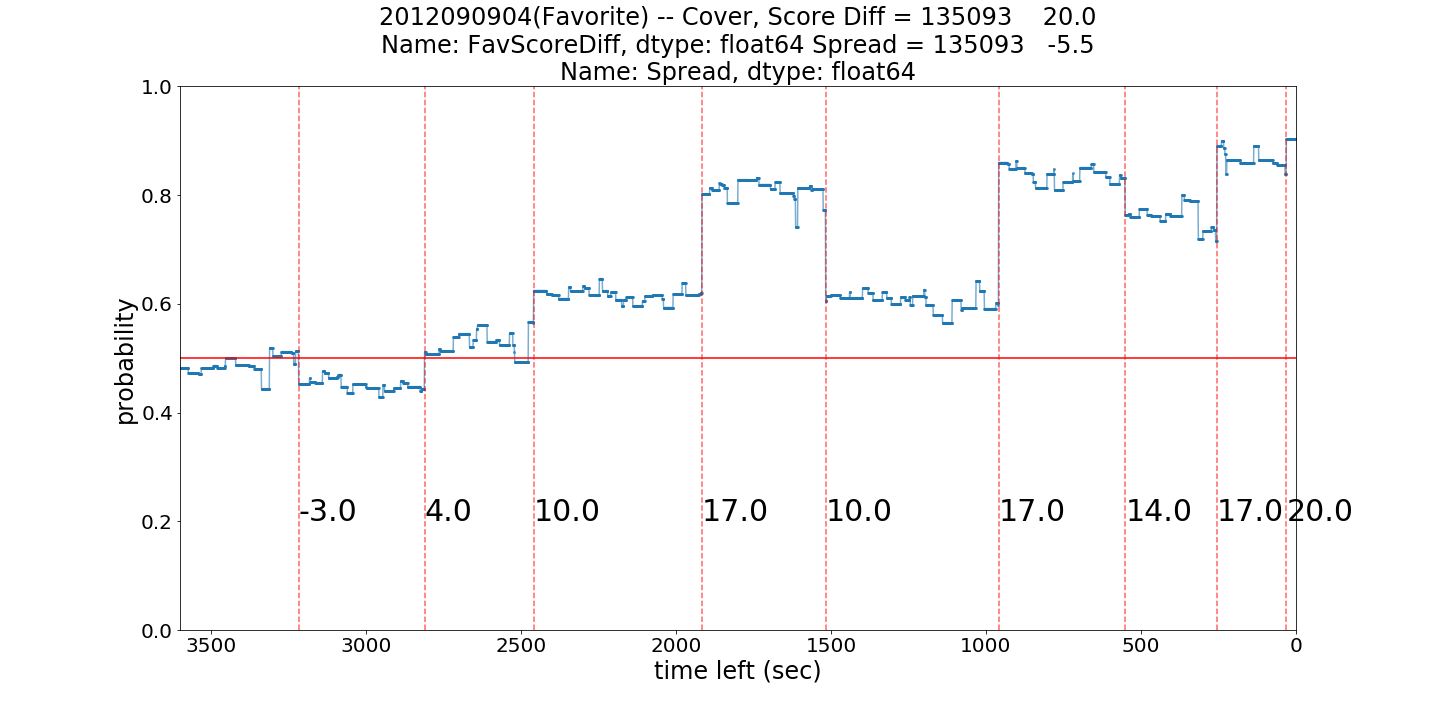 2012090904(Favorite) -- Cover, Score Diff = 135093    20.0
Name: FavScoreDiff, dtype: float64 Spread = 135093   -5.5
Name: Spread, dtype: float64
1.0
0.8
0.6
0.4
0.2
0.0
probability
-3.0 4.0 10.0 17.0 10.0 17.0 14.0 17.0 20.0
3500 3000 2500 2000 1500 1000 500 0
time left (sec)